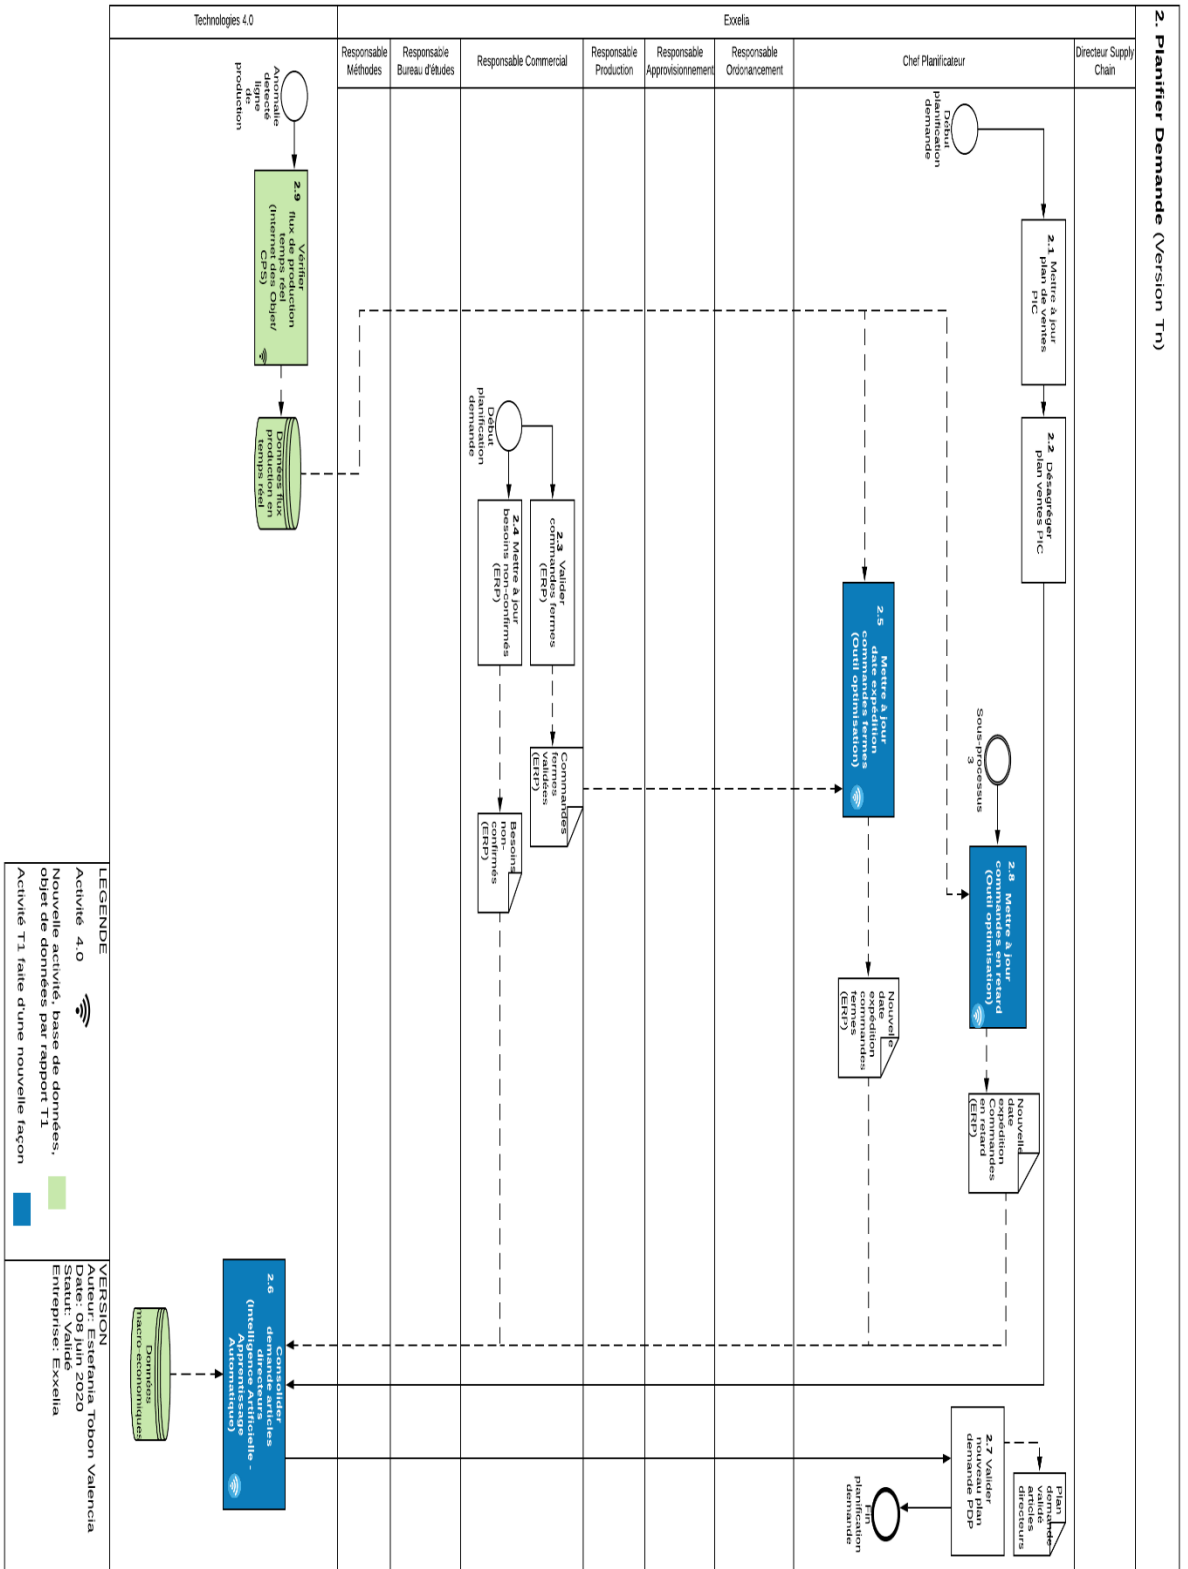 2. Planifier Demande (Version Tn)
Technologies 4.0
Exxelia
Responsable
Méthodes
Responsable
Bureau d'études
Responsable Commercial
Responsable
Production
Responsable
Approvisionnement
Responsable
Ordonancement
Chef Planificateur
Directeur Supply
Chain
Début
planification
demande
2.1 Mettre à jour
plan de ventes
PIC
2.2 Désagréger
plan ventes PIC
Sous-processus
3
2.8 Mettre à jour
commandes en retard
(Outil optimisation)
Nouvelle
date
expédition
Commandes
en retard
(ERP)
2.5 Mettre à jour
date expédition
commandes fermes
(Outil optimisation)
Nouvelle
date
expédition
commandes
fermes
(ERP)
2.7 Valider
nouveau plan
demande PDP
Plan
demande
validé
articles
directeurs
Fin
planification
demande
Début
planification
demande
2.3 Valider
commandes fermes
(ERP)
2.4 Mettre à jour
besoins non-confirmés
(ERP)
Commandes
fermes
validées
(ERP)
Besoins
non-
confirmés
(ERP)
Anomalie
detecté
ligne
de
production
2.9 Vérifier
flux de production
temps réel
(Internet des Objet/
CPS)
Données flux
production en
temps réel
2.6 Consolider
demande articles
directeurs
(Intelligence Artificielle -
Apprentissage
Automatique)
Données
macro-economiques
LEGENDE
Activité 4.0
Nouvelle activité, base de données,
objet de données par rapport T1
Activité T1 faite d'une nouvelle façon
VERSION
Auteur: Estefania Tobon Valencia
Date: 08 juin 2020
Statut: Validé
Entreprise: Exxelia